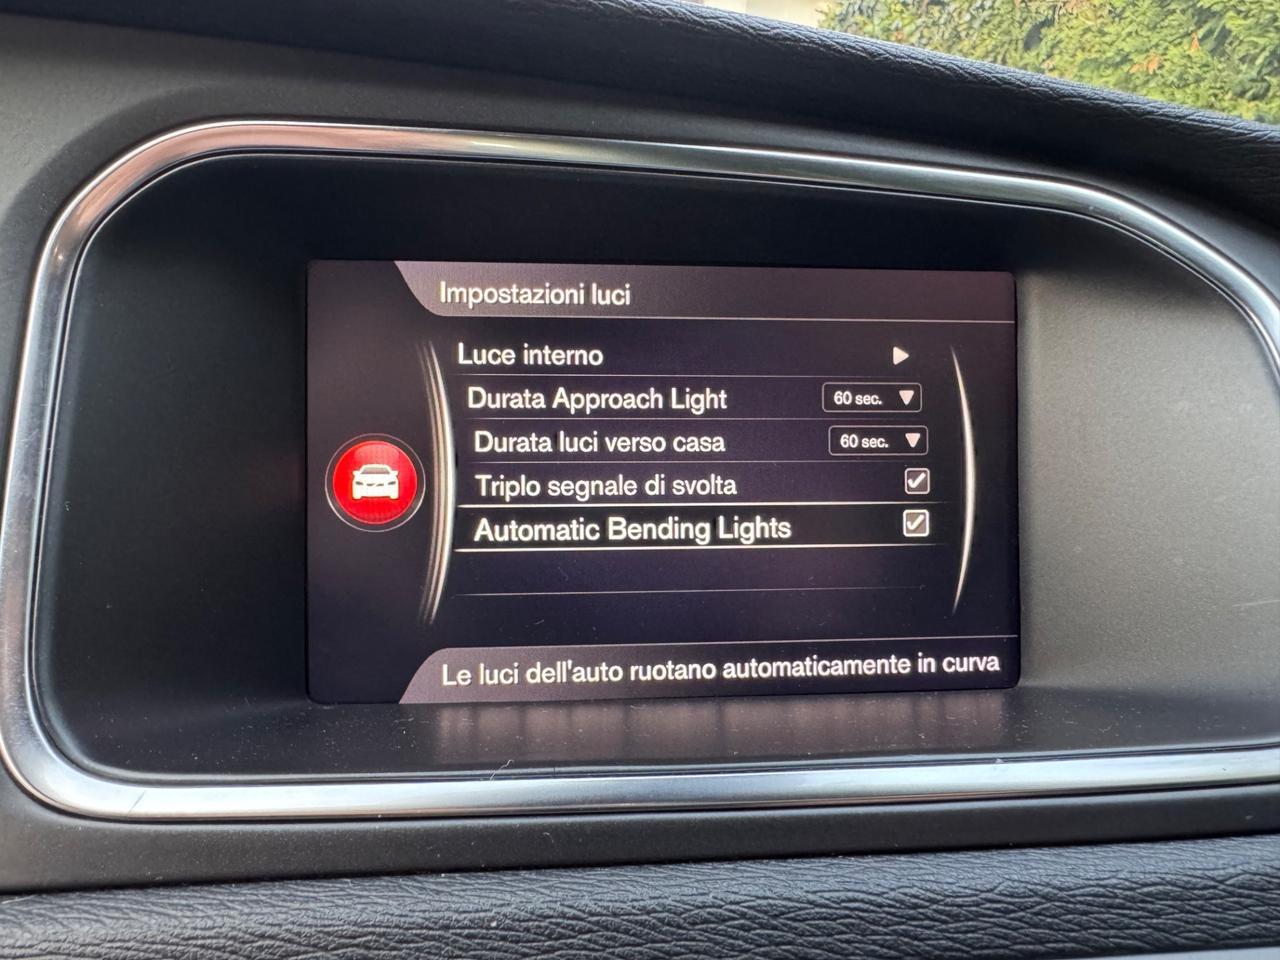 Impostazioni luci
Luce interno
Durata Approach Light 60 sec.
Durata luci verso casa 60 sec.
Triplo segnale di svolta
Automatic Bending Lights
Le luci dell'auto ruotano automaticamente in curva